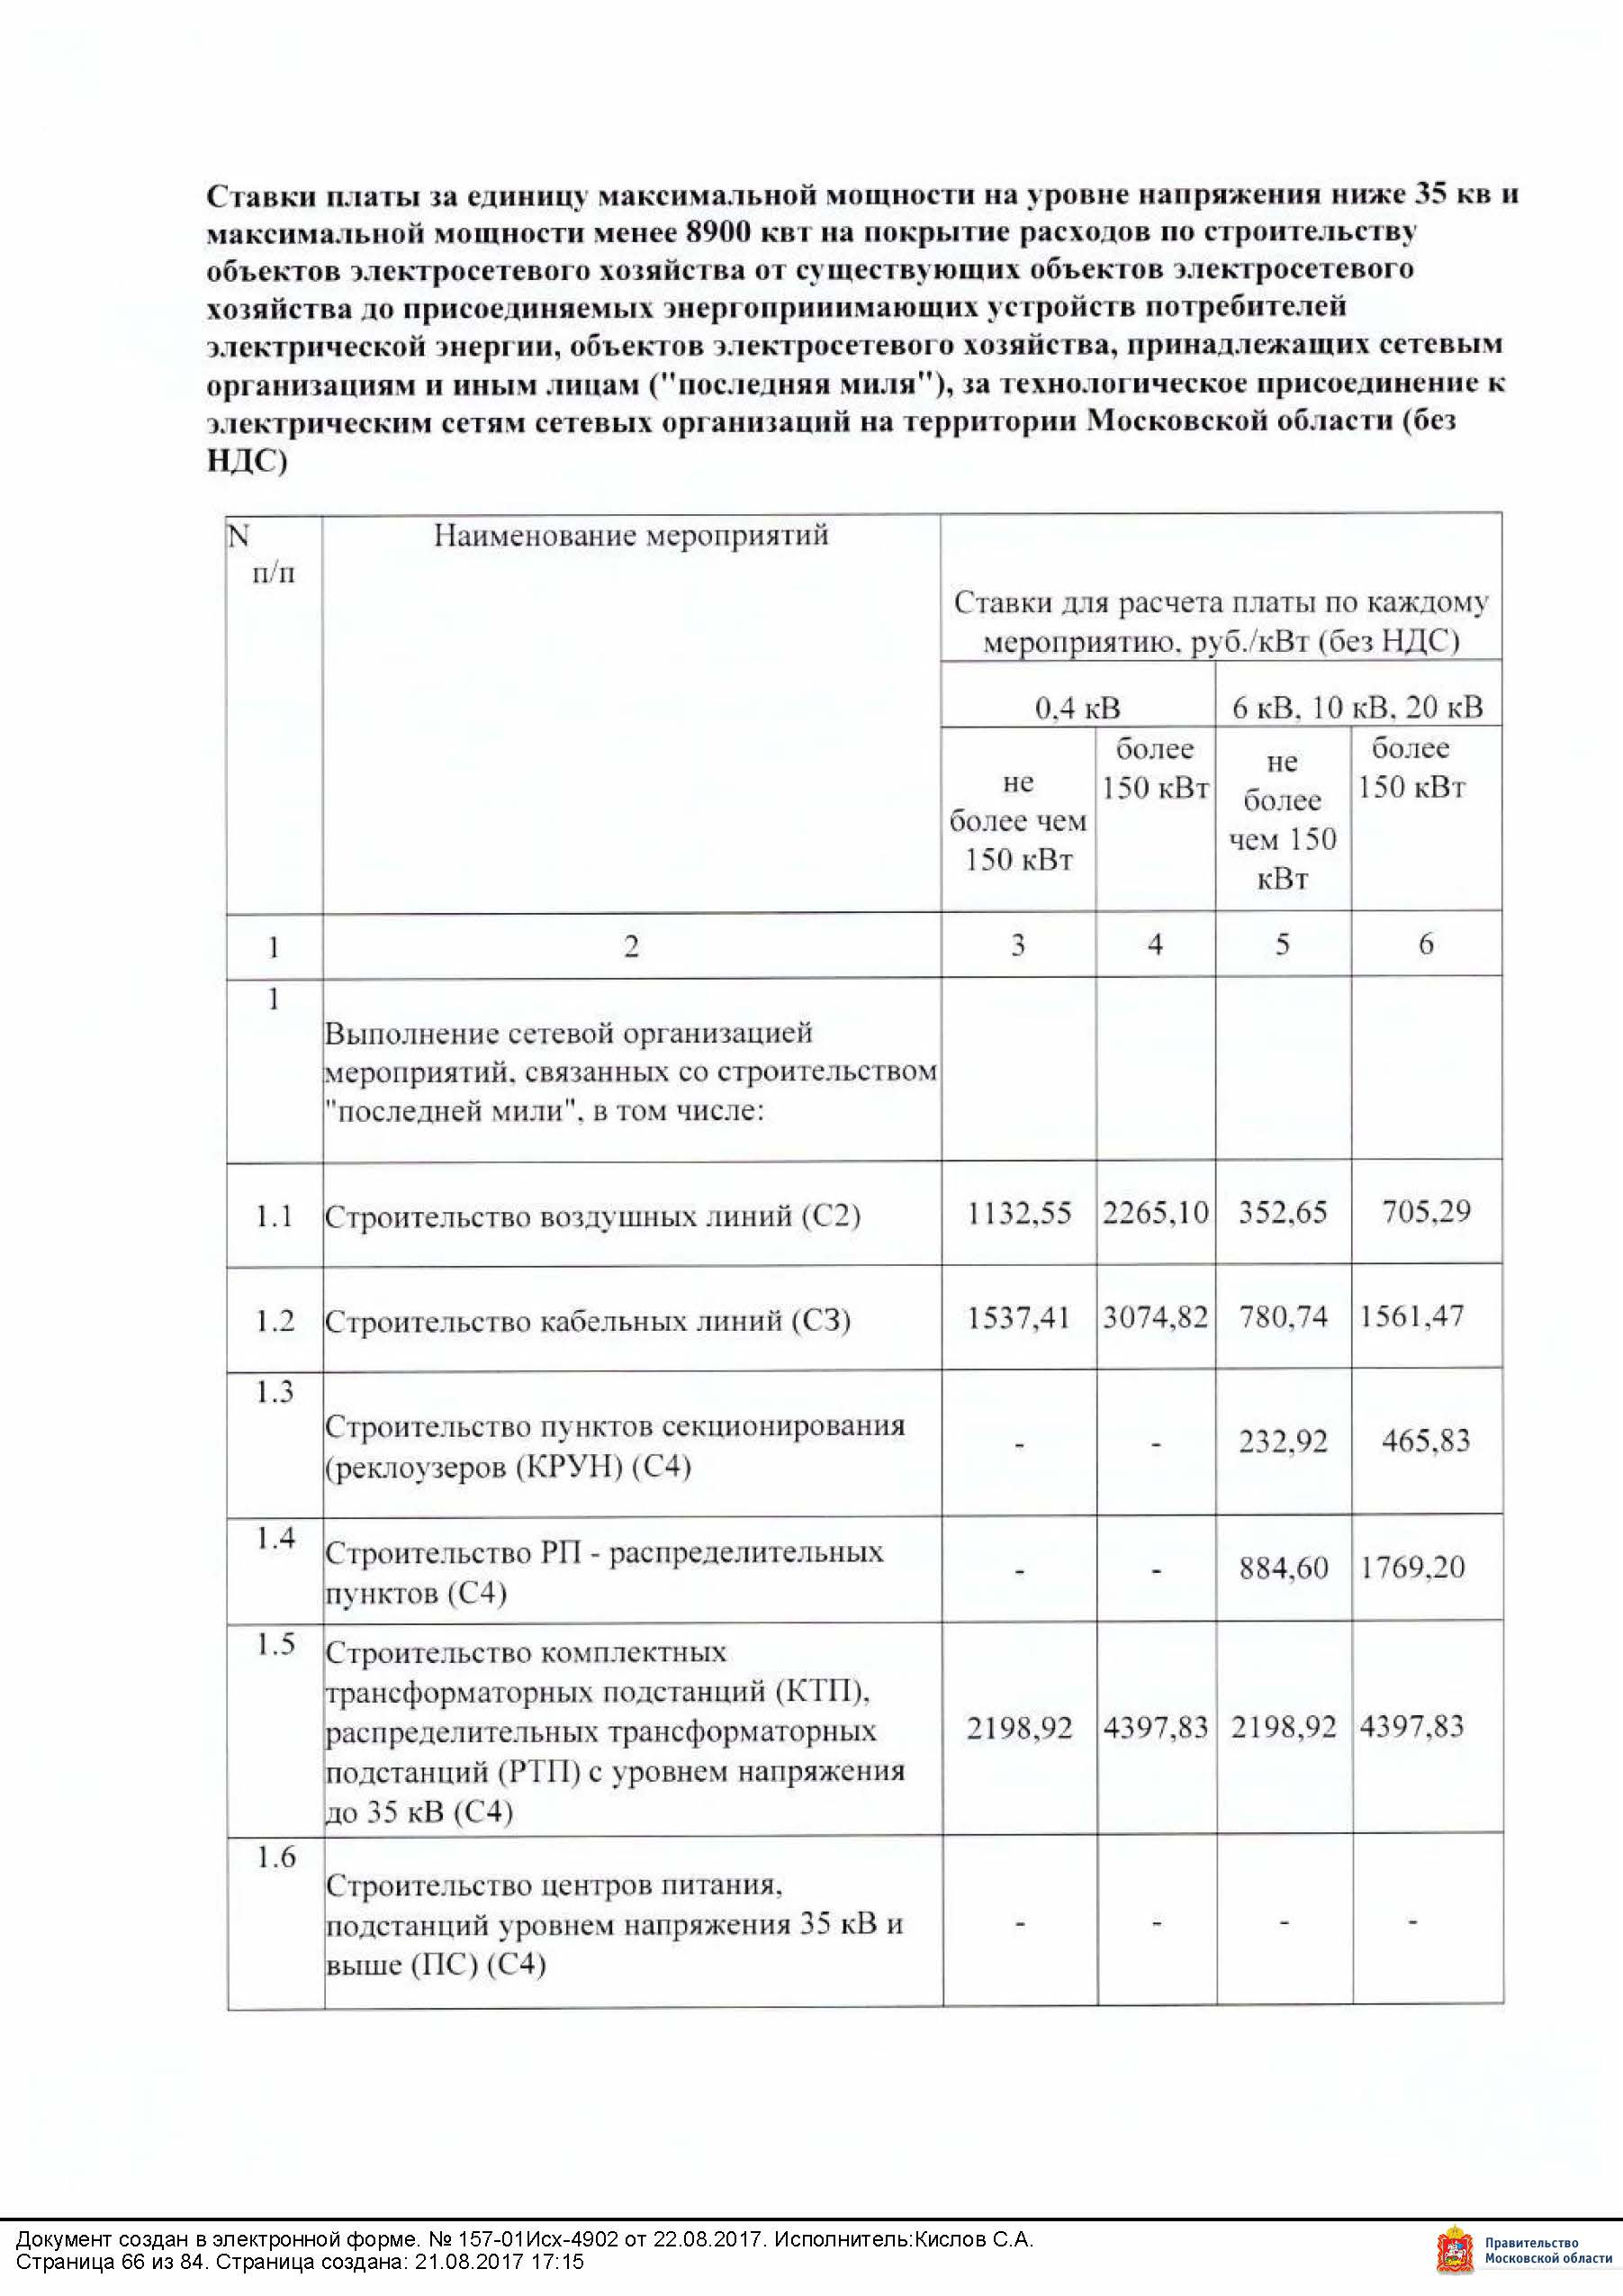 Ставки платы за единицу максимальной мощности на уровне напряжения ниже 35 кв и
максимальной мощности менее 8900 квт на покрытие расходов по строительству
объектов электросетевого хозяйства от существующих объектов электросетевого
хозяйства до присоединяемых энергопринимающих устройств потребителей
электрической энергии, объектов электросетевого хозяйства, принадлежащих сетевым
организациям и иным лицам ("последняя миля"), за технологическое присоединение к
электрическим сетям сетевых организаций на территории Московской области (без
НДС)
N
п/п
Наименование мероприятий
Ставки для расчета платы по каждому
мероприятию, руб./кВт (без НДС)
0,4 кВ
6 кВ, 10 кВ, 20 кВ
не
более чем
150 кВт
более
150 кВт
не
более
чем 150
кВт
более
150 кВт
1 2 3 4 5 6
1
Выполнение сетевой организацией
мероприятий, связанных со строительством
"последней мили", в том числе:
1.1 Строительство воздушных линий (С2) 1132,55 2265,10 352,65 705,29
1.2 Строительство кабельных линий (С3) 1537,41 3074,82 780,74 1561,47
1.3
Строительство пунктов секционирования
(реклоузеров (КРУН) (С4)
- - 232,92 465,83
1.4
Строительство РП - распределительных
пунктов (С4)
- - 884,60 1769,20
1.5
Строительство комплектных
трансформаторных подстанций (КТП),
распределительных трансформаторных
подстанций (РТП) с уровнем напряжения
до 35 кВ (С4)
2198,92 4397,83 2198,92 4397,83
1.6
Строительство центров питания,
подстанций уровнем напряжения 35 кВ и
выше (ПС) (С4)
- - - -
Документ создан в электронной форме. № 157-01Исх-4902 от 22.08.2017. Исполнитель:Кислов С.А.
Страница 66 из 84. Страница создана: 21.08.2017 17:15
Правительство
Московской области